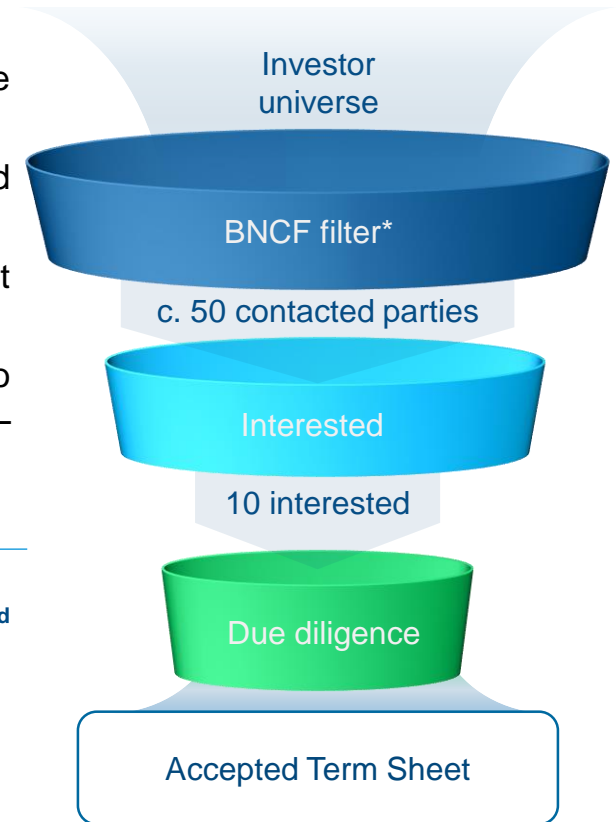 Investor
universe
e
d
BNCF filter*
t
c. 50 contacted parties
o
Interested
–
10 interested
d
Due diligence
Accepted Term Sheet